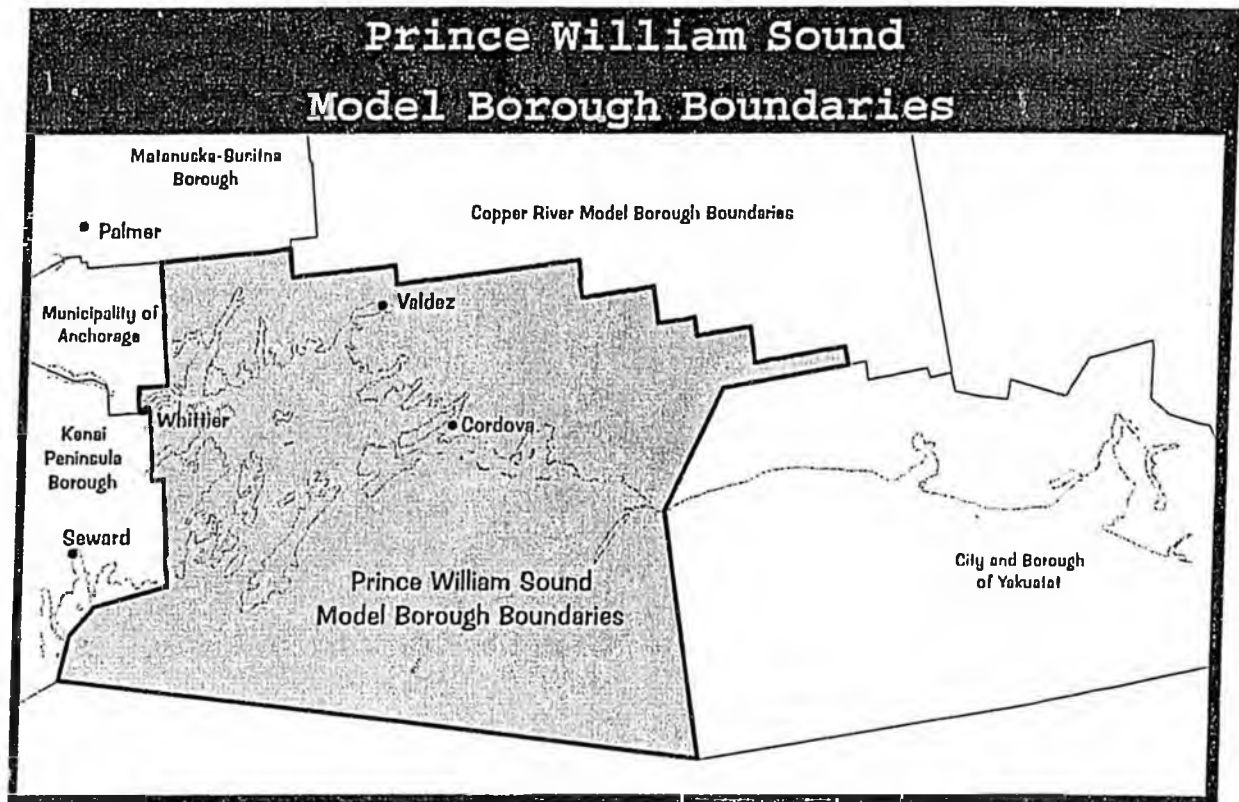 Prince William Sound
Model Borough Boundaries
Matanuska-Susitna
Borough
Copper River Model Borough Boundaries
Palmer
Municipality of
Anchorage
Valdez
Whittier
Cordova
Kenai
Peninsula
Borough
Seward
Prince William Sound
Model Borough Boundaries
City and Borough
of Yakutat